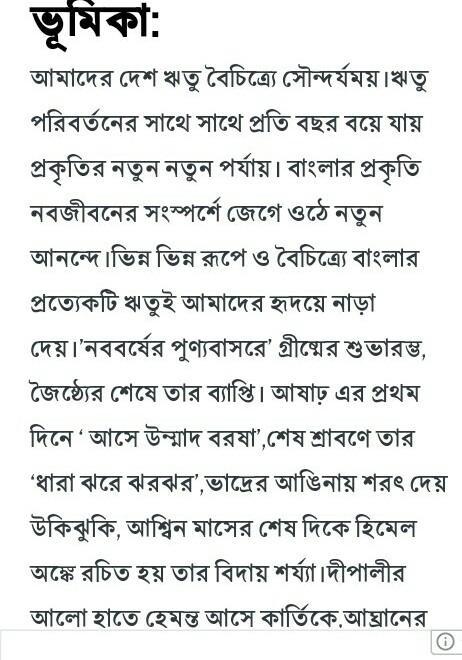 ভূমিকা:
আমাদের দেশ ঋতু বৈচিত্র্যে সৌন্দর্যময়।ঋতু
পরিবর্তনের সাথে সাথে প্রতি বছর বয়ে যায়
প্রকৃতির নতুন নতুন পর্যায়। বাংলার প্রকৃতি
নবজীবনের সংস্পর্শে জেগে ওঠে নতুন
আনন্দে।ভিন্ন ভিন্ন রূপে ও বৈচিত্র্যে বাংলার
প্রত্যেকটি ঋতুই আমাদের হৃদয়ে নাড়া
দেয়।’নববর্ষের পুণ্যবাসরে’ গ্রীষ্মের শুভারম্ভ,
জৈষ্ঠ্যের শেষে তার ব্যাপ্তি। আষাঢ় এর প্রথম
দিনে ‘ আসে উন্মাদ বরষা’,শেষ শ্রাবণে তার
‘ধারা ঝরে ঝরঝর’,ভাদ্রের আঙিনায় শরৎ দেয়
উঁকিঝুঁকি, আশ্বিন মাসের শেষ দিকে হিমেল
অঙ্কে রচিত হয় তার বিদায় শর্য্যা।দীপালীর
আলো হাতে হেমন্ত আসে কার্তিকে,আঘ্রানের